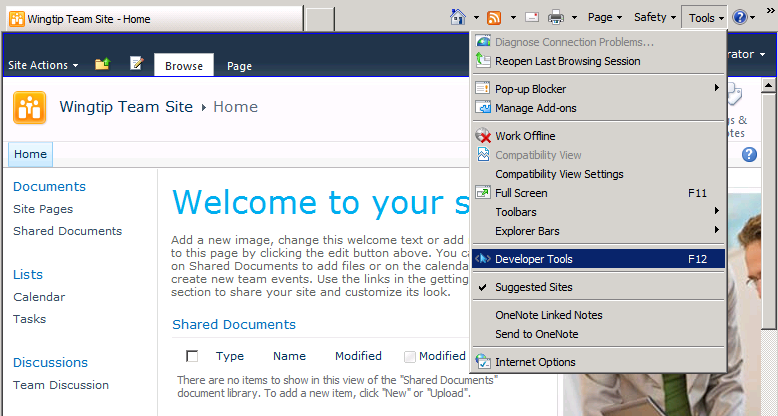 Wingtip Team Site - Home
Page
Safety
Tools
Site Actions
Browse
Page
Wingtip Team Site
Home
Home
Documents
Site Pages
Shared Documents
Lists
Calendar
Tasks
Discussions
Team Discussion
Welcome to your s
Add a new image, change this welcome text or add
to this page by clicking the edit button above. You ca
on Shared Documents to add files or on the calenda
create new team events. Use the links in the getting
section to share your site and customize its look.
Shared Documents
Type Name Modified Modified
There are no items to show in this view of the "Shared Documents"
document library. To add a new item, click "New" or "Upload".
Diagnose Connection Problems...
Reopen Last Browsing Session
Pop-up Blocker
Manage Add-ons
Work Offline
Compatibility View
Compatibility View Settings
Full Screen F11
Toolbars
Explorer Bars
Developer Tools F12
Suggested Sites
OneNote Linked Notes
Send to OneNote
Internet Options
rator
gs &
otes